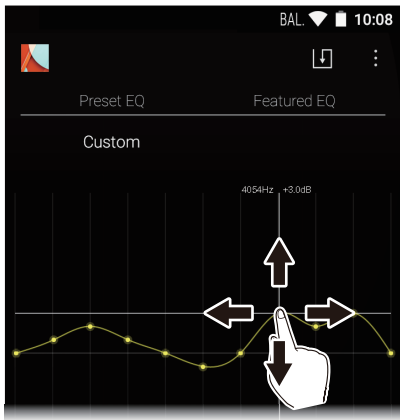 BAL. 10:08
Preset EQ Featured EQ
Custom
4054Hz +3.0dB